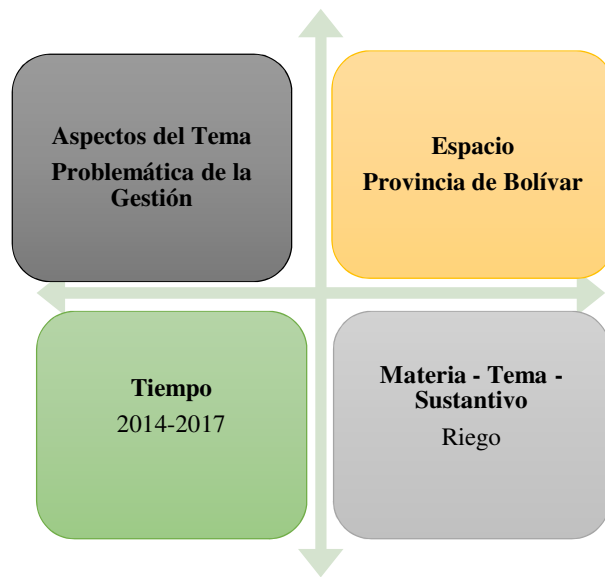 Aspectos del Tema
Problemática de la
Gestión
Espacio
Provincia de Bolívar
Tiempo
2014-2017
Materia - Tema -
Sustantivo
Riego